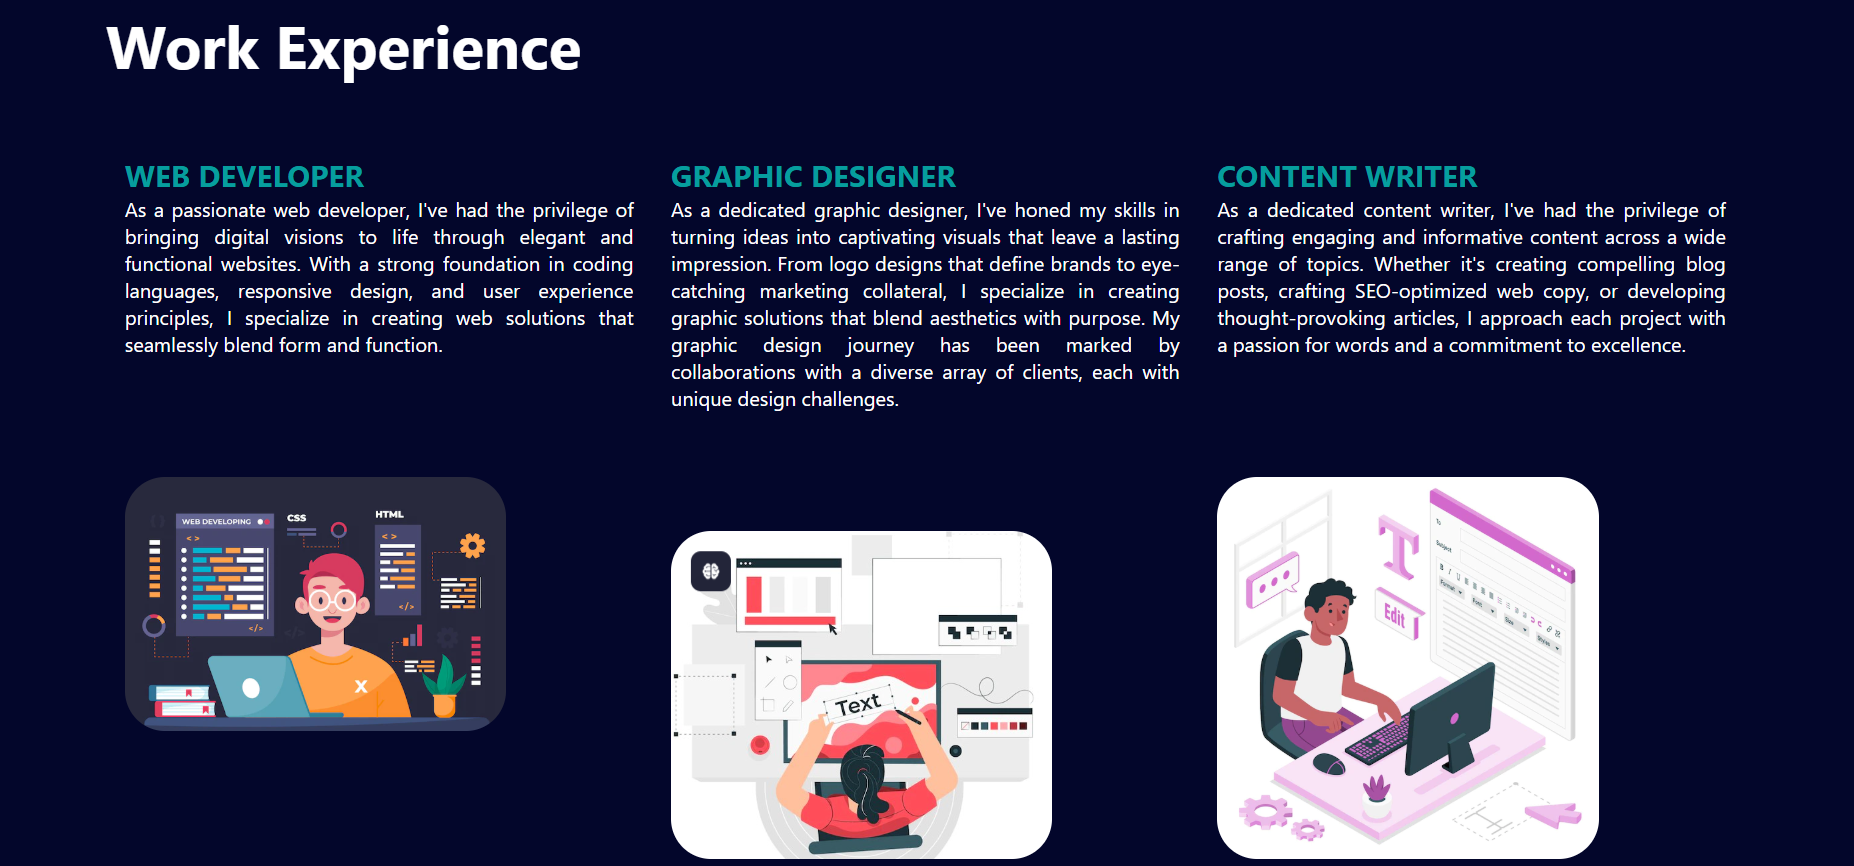 Work Experience
WEB DEVELOPER
As a passionate web developer, I've had the privilege of
bringing digital visions to life through elegant and
functional websites. With a strong foundation in coding
languages, responsive design, and user experience
principles, I specialize in creating web solutions that
seamlessly blend form and function.
GRAPHIC DESIGNER
As a dedicated graphic designer, I've honed my skills in
turning ideas into captivating visuals that leave a lasting
impression. From logo designs that define brands to eye-
catching marketing collateral, I specialize in creating
graphic solutions that blend aesthetics with purpose. My
graphic design journey has been marked by
collaborations with a diverse array of clients, each with
unique design challenges.
CONTENT WRITER
As a dedicated content writer, I've had the privilege of
crafting engaging and informative content across a wide
range of topics. Whether it's creating compelling blog
posts, crafting SEO-optimized web copy, or developing
thought-provoking articles, I approach each project with
a passion for words and a commitment to excellence.
WEB DEVELOPING
< >
</>
CSS
HTML
< >
</>
X
Text
T
To
Subject
B I U
Format
Font
Size
Edit
H